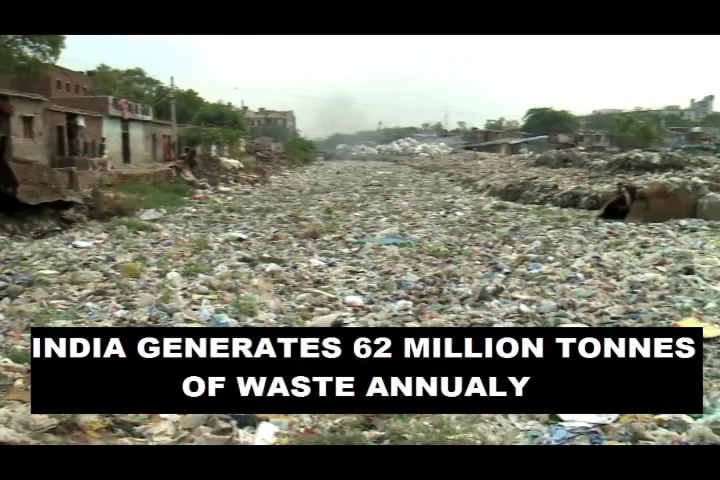 INDIA GENERATES 62 MILLION TONNES
OF WASTE ANNUALY